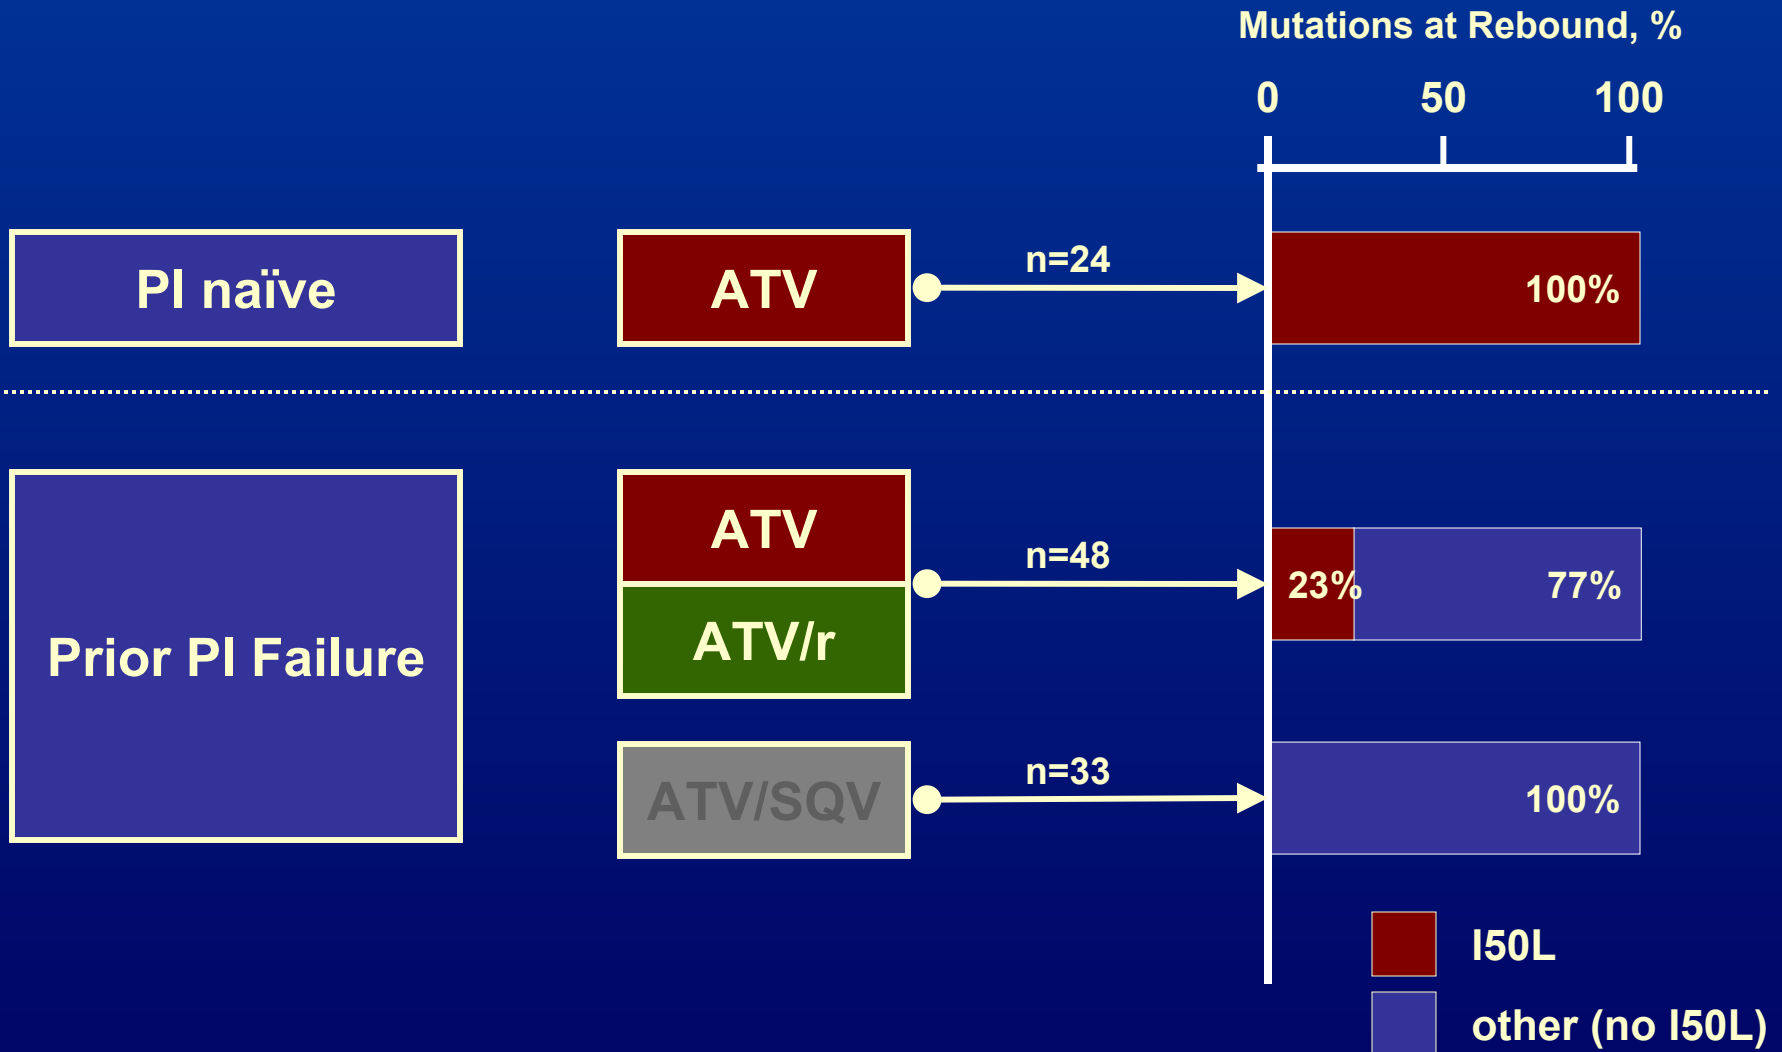 Mutations at Rebound, %
0 50 100
PI naïve
ATV
n=24
100%
Prior PI Failure
ATV
ATV/r
n=48
23%
77%
ATV/SQV
n=33
100%
I50L
other (no I50L)